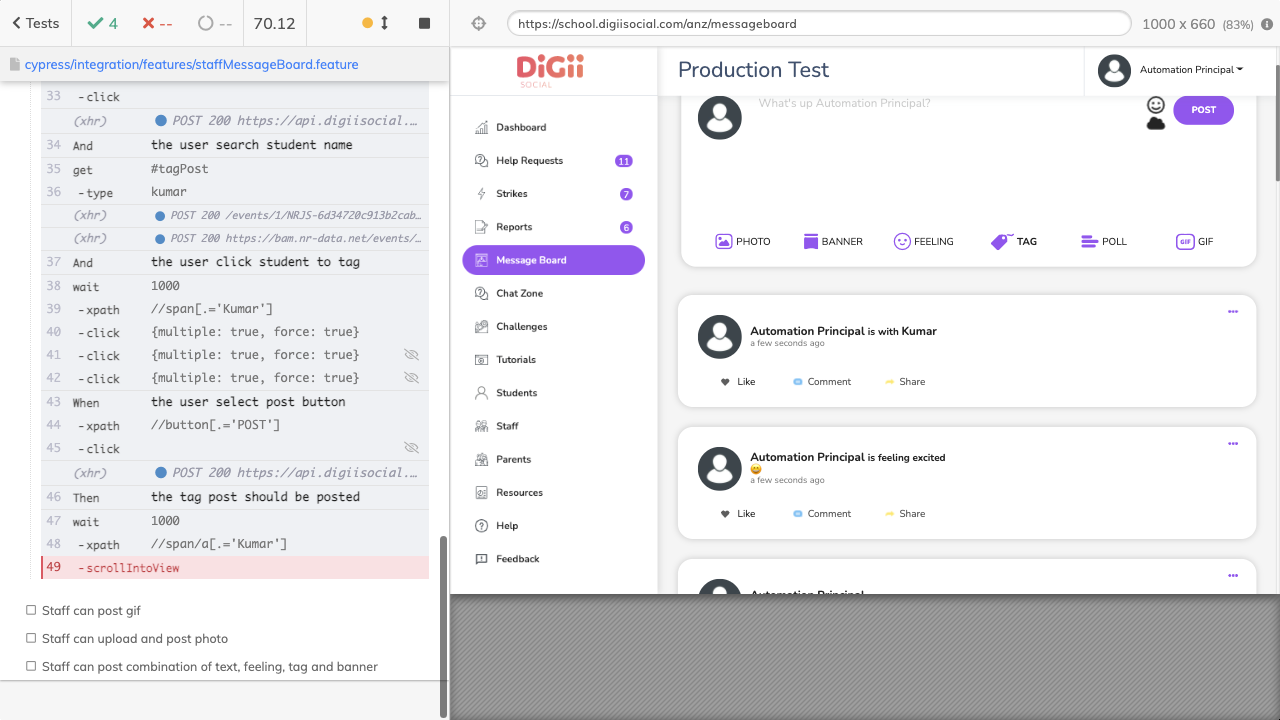 Tests
4
--
--
70.12
https://school.digiisocial.com/anz/messageboard
1000 x 660 (83%)
cypress/integration/features/staffMessageBoard.feature
33 -click
(xhr) POST 200 https://api.digiisocial....
34 And the user search student name
35 get #tagPost
36 -type kumar
(xhr) POST 200 /events/1/NRJS-6d34720c913b2cab…
(xhr) POST 200 https://bam.nr-data.net/events/…
37 And the user click student to tag
38 wait 1000
39 -xpath //span[.='Kumar']
40 -click {multiple: true, force: true}
41 -click {multiple: true, force: true}
42 -click {multiple: true, force: true}
43 When the user select post button
44 -xpath //button[.='POST']
45 -click
(xhr) POST 200 https://api.digiisocial....
46 Then the tag post should be posted
47 wait 1000
48 -xpath //span/a[.='Kumar']
49 -scrollIntoView
Staff can post gif
Staff can upload and post photo
Staff can post combination of text, feeling, tag and banner
DiGii
SOCIAL
Production Test
Automation Principal
Dashboard
Help Requests 11
Strikes 7
Reports 6
Message Board
Chat Zone
Challenges
Tutorials
Students
Staff
Parents
Resources
Help
Feedback
What's up Automation Principal?
POST
PHOTO
BANNER
FEELING
TAG
POLL
GIF GIF
Automation Principal is with Kumar
a few seconds ago
Like Comment Share
Automation Principal is feeling excited
a few seconds ago
Like Comment Share
Automation Principal